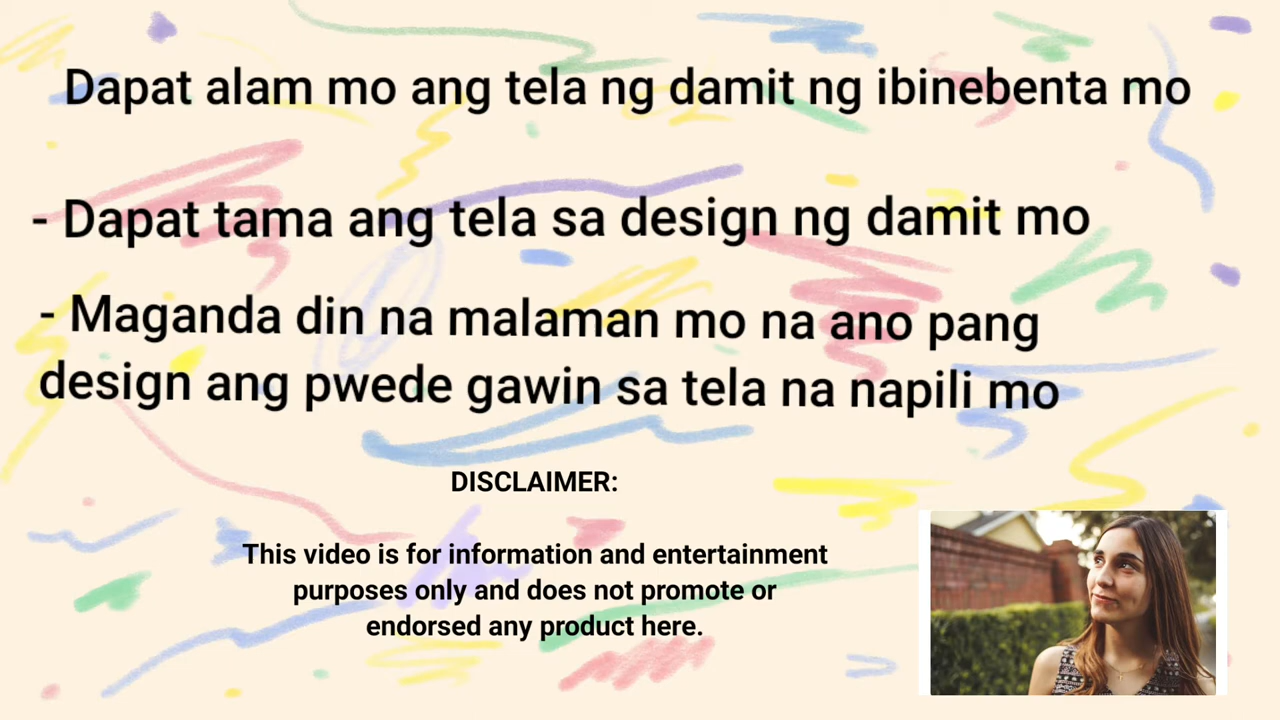 Dapat alam mo ang tela ng damit ng ibinebenta mo
- Dapat tama ang tela sa design ng damit mo
- Maganda din na malaman mo na ano pang
design ang pwede gawin sa tela na napili mo
DISCLAIMER:
This video is for information and entertainment
purposes only and does not promote or
endorsed any product here.